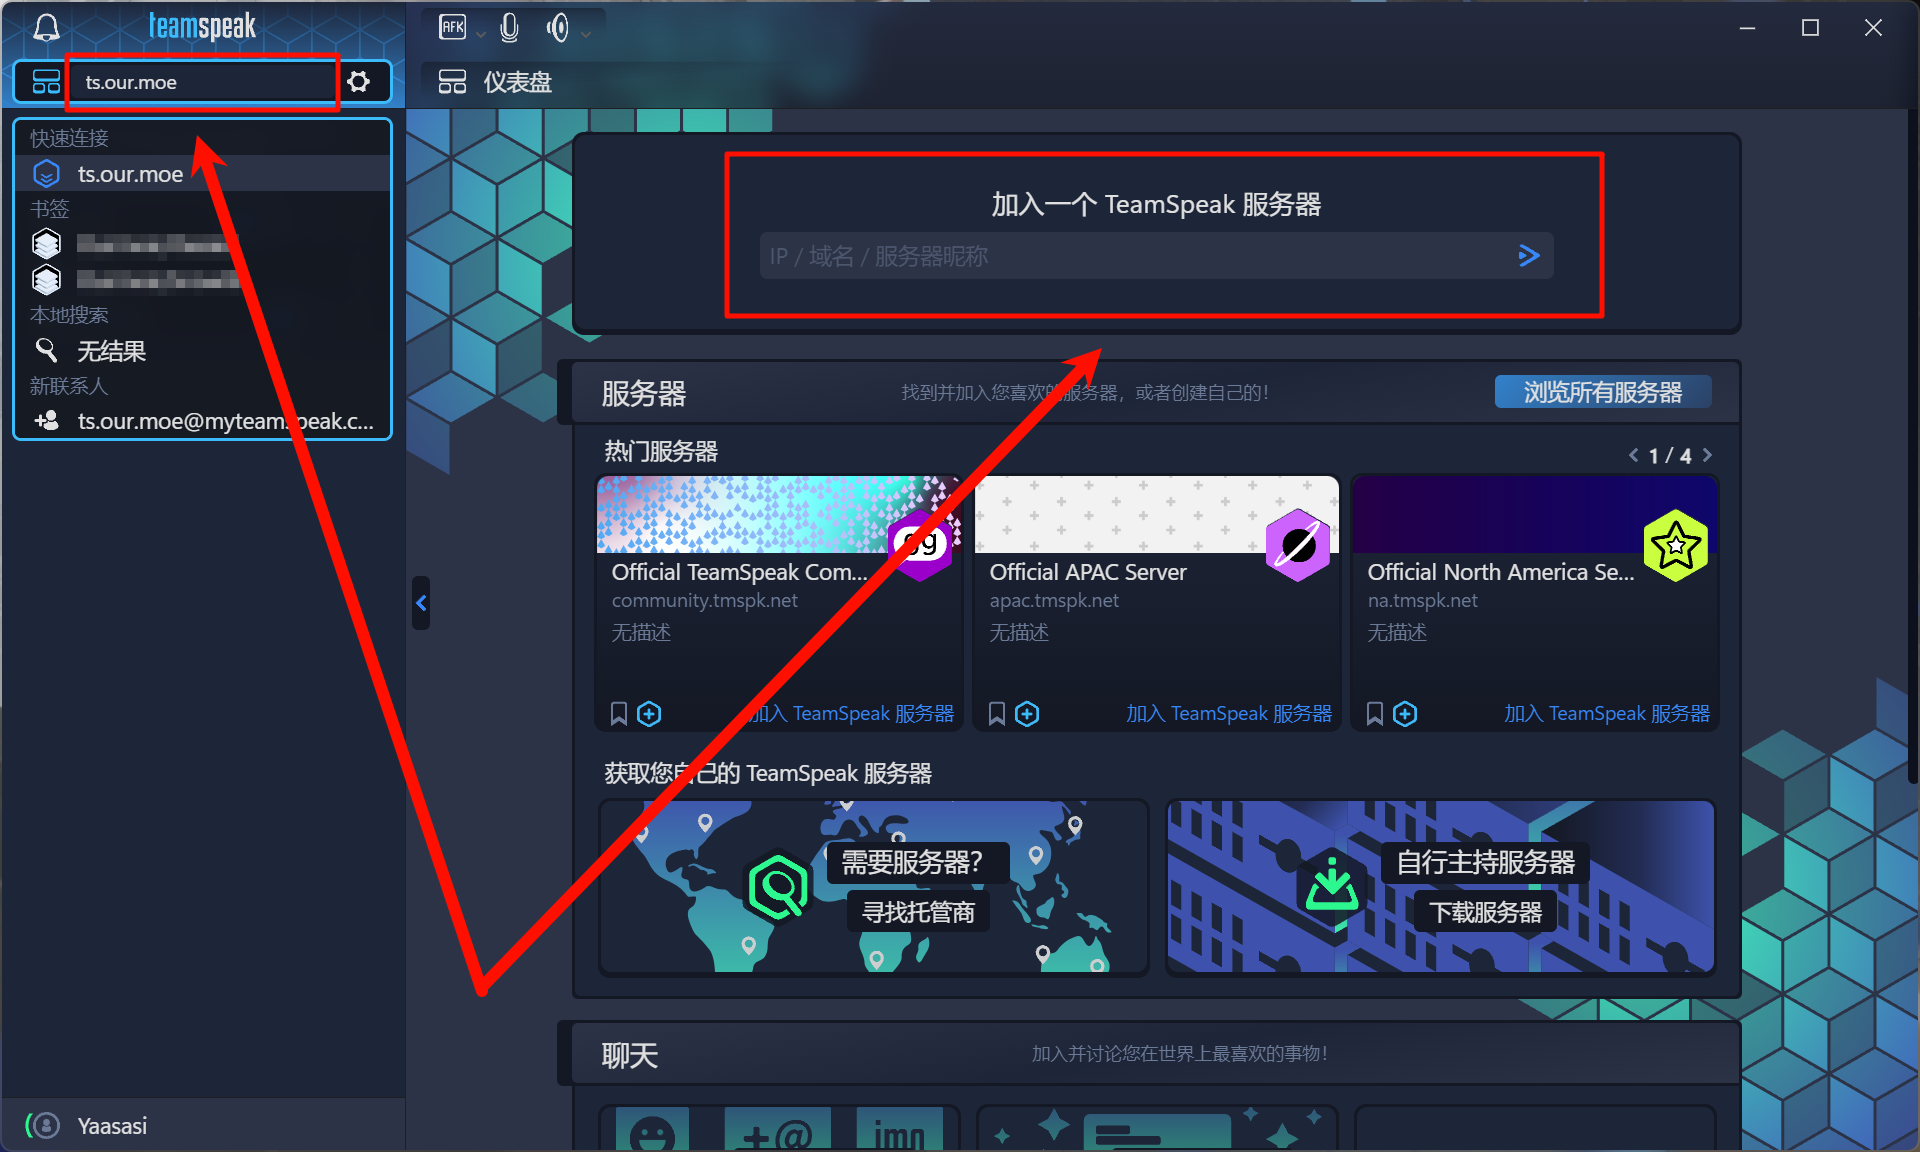 teamspeak
AFK
ts.our.moe
仪表盘
快速连接
ts.our.moe
书签
本地搜索
无结果
新联系人
ts.our.moe@myteamspeak.c...
加入一个 TeamSpeak 服务器
IP / 域名 / 服务器昵称
服务器
找到并加入您喜欢的服务器，或者创建自己的！
浏览所有服务器
热门服务器
1 / 4
gg
Official TeamSpeak Com...
community.tmspk.net
无描述
加入 TeamSpeak 服务器
Official APAC Server
apac.tmspk.net
无描述
加入 TeamSpeak 服务器
Official North America Se...
na.tmspk.net
无描述
加入 TeamSpeak 服务器
获取您自己的 TeamSpeak 服务器
需要服务器？
寻找托管商
自行主持服务器
下载服务器
聊天
加入并讨论您在世界上最喜欢的事物！
+@
img
Yaasasi